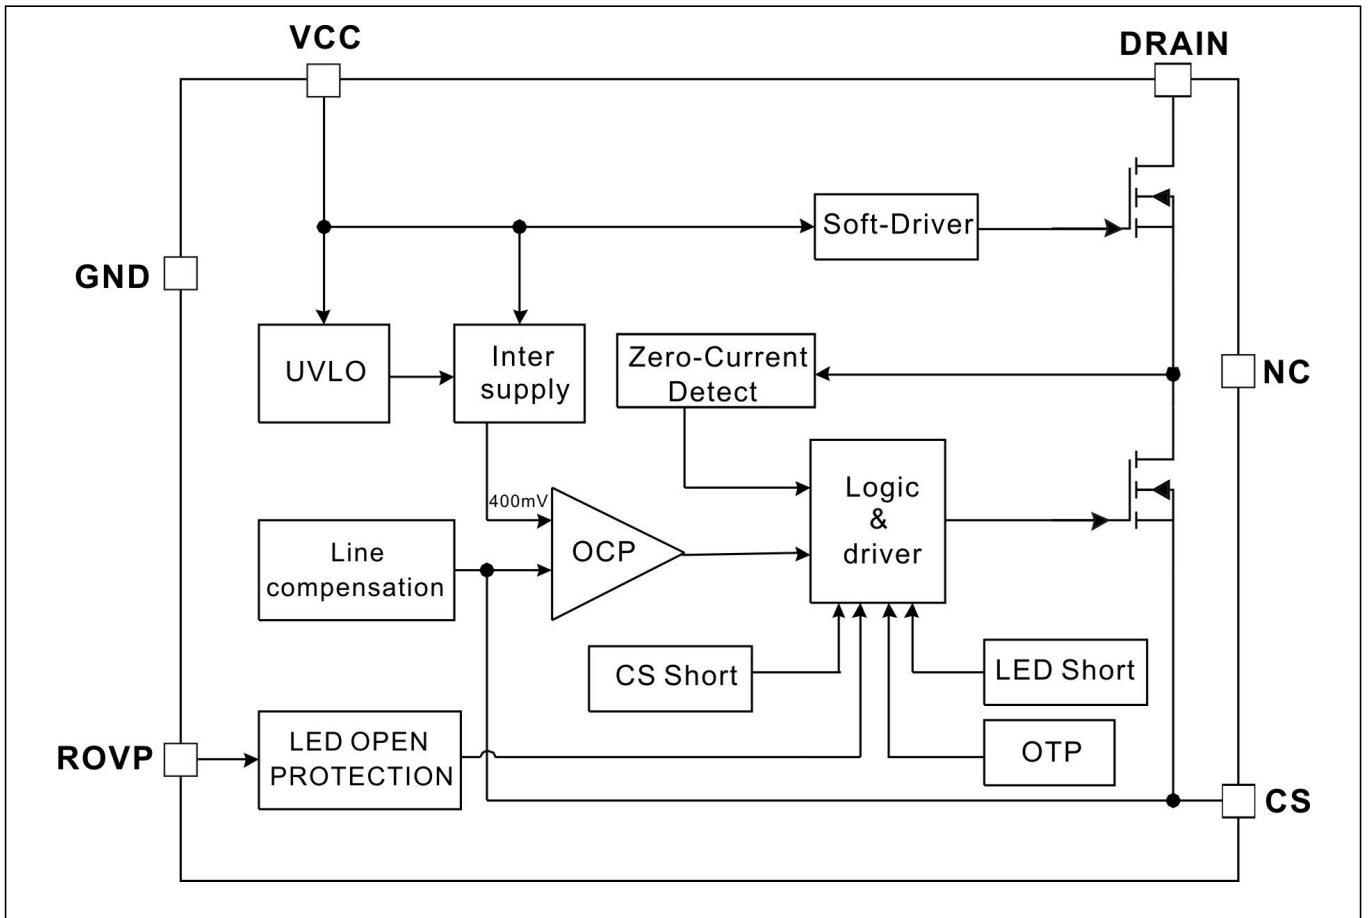 VCC
DRAIN
Soft-Driver
GND
UVLO
Inter
supply
Zero-Current
Detect
NC
400mV
OCP
Logic
&
driver
Line
compensation
CS Short
LED Short
ROVP
LED OPEN
PROTECTION
OTP
CS